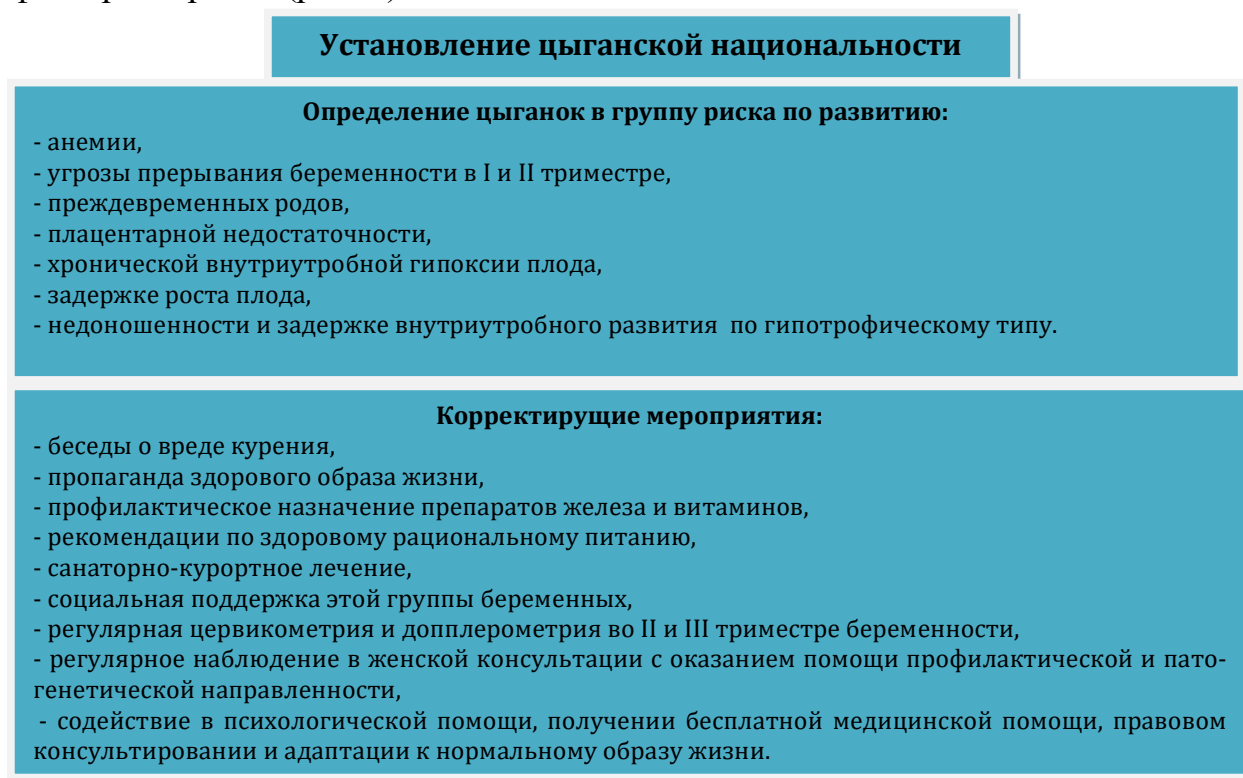 Установление цыганской национальности
Определение цыганок в группу риска по развитию:
- анемии,
- угрозы прерывания беременности в I и II триместре,
- преждевременных родов,
- плацентарной недостаточности,
- хронической внутриутробной гипоксии плода,
- задержке роста плода,
- недоношенности и задержке внутриутробного развития по гипотрофическому типу.
Корректирущие мероприятия:
- беседы о вреде курения,
- пропаганда здорового образа жизни,
- профилактическое назначение препаратов железа и витаминов,
- рекомендации по здоровому рациональному питанию,
- санаторно-курортное лечение,
- социальная поддержка этой группы беременных,
- регулярная цервикометрия и допплерометрия во II и III триместре беременности,
- регулярное наблюдение в женской консультации с оказанием помощи профилактической и пато-
генетической направленности,
- содействие в психологической помощи, получении бесплатной медицинской помощи, правовом
консультировании и адаптации к нормальному образу жизни.